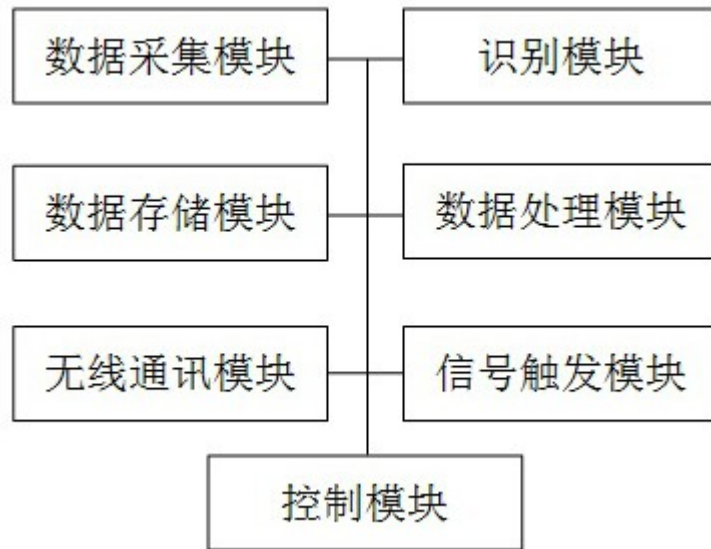 数据采集模块
识别模块
数据存储模块
数据处理模块
无线通讯模块
信号触发模块
控制模块